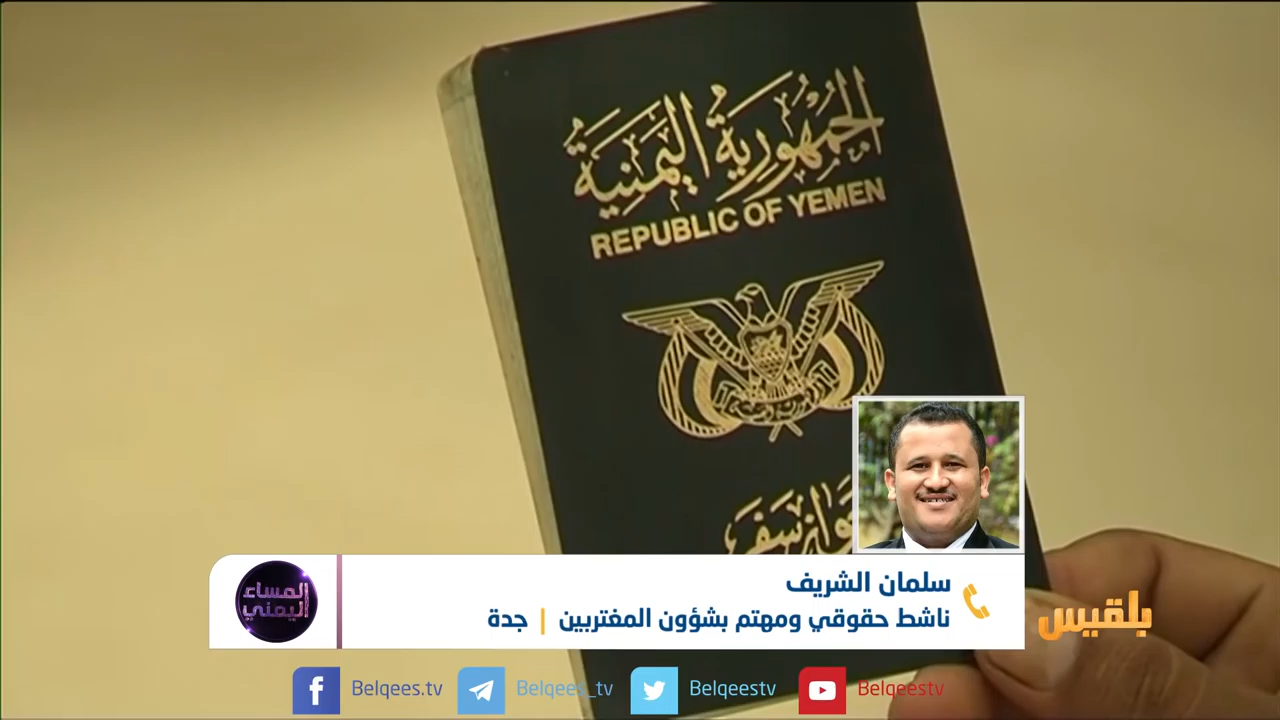 الجمهورية اليمنية
REPUBLIC OF YEMEN
سلمان الشريف
ناشط حقوقي ومهتم بشؤون المغتربين | جدة
المساء
اليمني
بلقيس
Belqees.tv
Belqees_tv
Belqeestv
Belqeestv